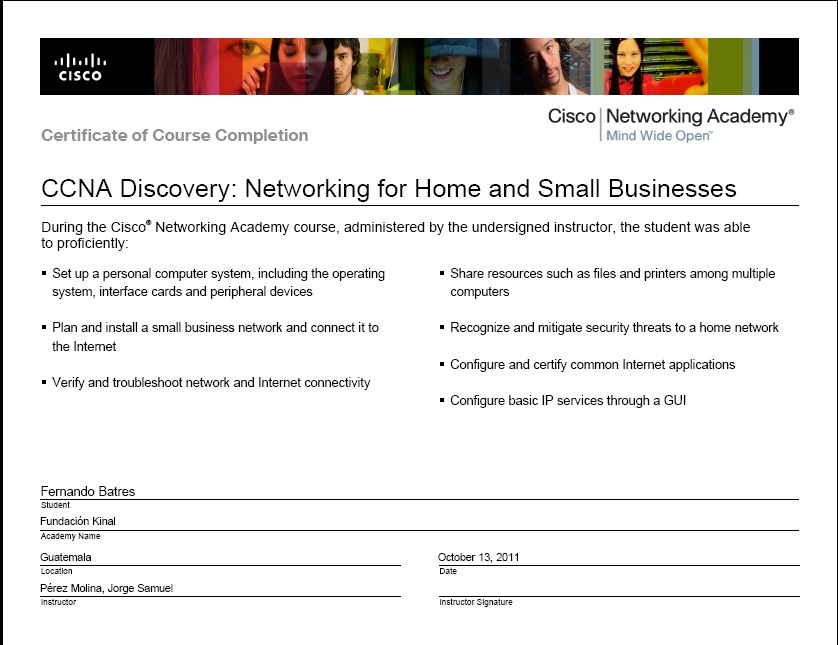 CISCO
Cisco Networking Academy®
Mind Wide Open™
Certificate of Course Completion
CCNA Discovery: Networking for Home and Small Businesses
During the Cisco® Networking Academy course, administered by the undersigned instructor, the student was able
to proficiently:
▪ Set up a personal computer system, including the operating
system, interface cards and peripheral devices
▪ Plan and install a small business network and connect it to
the Internet
▪ Verify and troubleshoot network and Internet connectivity
▪ Share resources such as files and printers among multiple
computers
▪ Recognize and mitigate security threats to a home network
▪ Configure and certify common Internet applications
▪ Configure basic IP services through a GUI
Fernando Batres
Student
Fundación Kinal
Academy Name
Guatemala
Location
October 13, 2011
Date
Pérez Molina, Jorge Samuel
Instructor
Instructor Signature